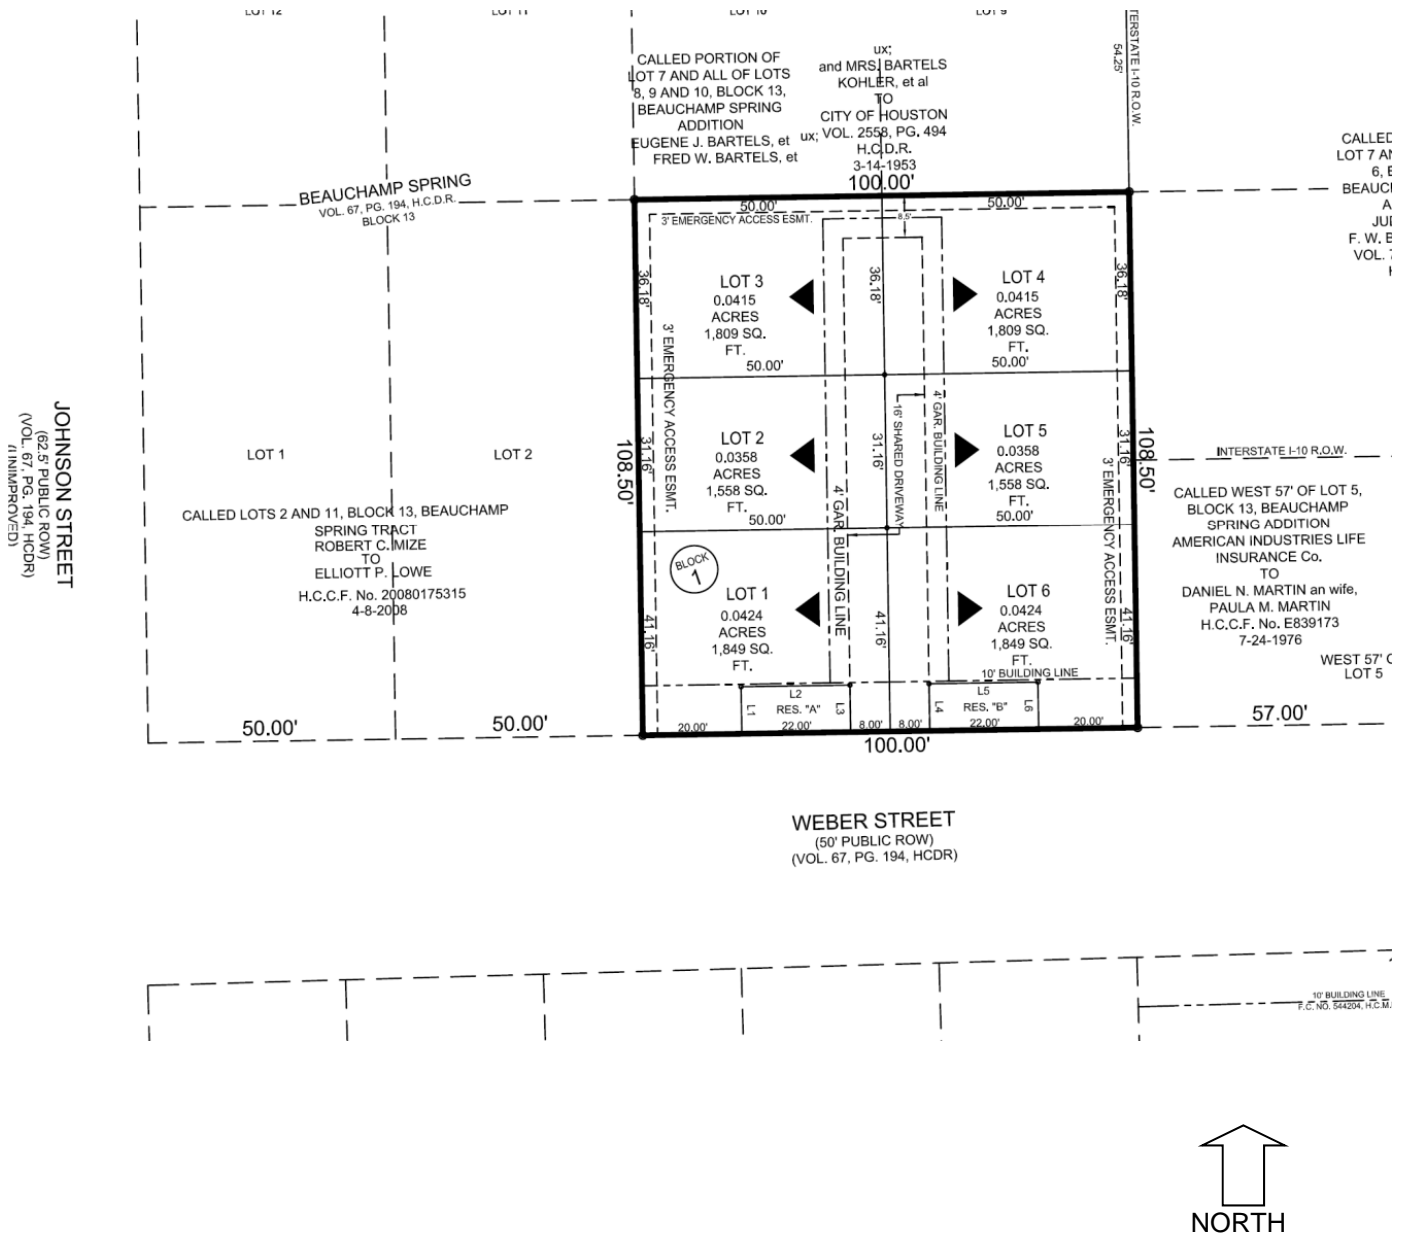 LOT 12
LOT 11
LOT 10
LOT 9
CALLED PORTION OF
LOT 7 AND ALL OF LOTS
8, 9 AND 10, BLOCK 13,
BEAUCHAMP SPRING
ADDITION
EUGENE J. BARTELS, et ux;
FRED W. BARTELS, et
ux;
and MRS. BARTELS
KOHLER, et al
TO
CITY OF HOUSTON
VOL. 2558, PG. 494
H.C.D.R.
3-14-1953
54.25'
TERSTATE I-10 R.O.W.
CALLED
LOT 7 AN
6, E
BEAUCH
A
JUI
F. W. B
VOL. 7
BEAUCHAMP SPRING
VOL. 67, PG. 194, H.C.D.R.
BLOCK 13
100.00'
50.00'
50.00'
3' EMERGENCY ACCESS ESMT.
8.5'
36.18'
36.18'
36.18'
LOT 3
0.0415
ACRES
1,809 SQ.
FT.
50.00'
LOT 4
0.0415
ACRES
1,809 SQ.
FT.
50.00'
3' EMERGENCY ACCESS ESMT.
JOHNSON STREET
(62.5' PUBLIC ROW)
(VOL. 67, PG. 194, HCDR)
(UNIMPROVED)
LOT 1
LOT 2
CALLED LOTS 2 AND 11, BLOCK 13, BEAUCHAMP
SPRING TRACT
ROBERT C. MIZE
TO
ELLIOTT P. LOWE
H.C.C.F. No. 20080175315
4-8-2008
108.50'
31.16'
LOT 2
0.0358
ACRES
1,558 SQ.
FT.
50.00'
31.16'
16' SHARED DRIVEWAY
4' GAR. BUILDING LINE
4' GAR. BUILDING LINE
LOT 5
0.0358
ACRES
1,558 SQ.
FT.
50.00'
31.16'
108.50'
3' EMERGENCY ACCESS ESMT.
INTERSTATE I-10 R.O.W.
CALLED WEST 57' OF LOT 5,
BLOCK 13, BEAUCHAMP
SPRING ADDITION
AMERICAN INDUSTRIES LIFE
INSURANCE Co.
TO
DANIEL N. MARTIN an wife,
PAULA M. MARTIN
H.C.C.F. No. E839173
7-24-1976
WEST 57' O
LOT 5
BLOCK
1
41.16'
LOT 1
0.0424
ACRES
1,849 SQ.
FT.
41.16'
LOT 6
0.0424
ACRES
1,849 SQ.
FT.
41.16'
10' BUILDING LINE
L1
L2
L3
RES. "A"
L4
L5
L6
RES. "B"
20.00'
22.00'
8.00'
8.00'
22.00'
20.00'
50.00'
50.00'
100.00'
57.00'
WEBER STREET
(50' PUBLIC ROW)
(VOL. 67, PG. 194, HCDR)
10' BUILDING LINE
F.C. NO. 544204, H.C.M.
NORTH